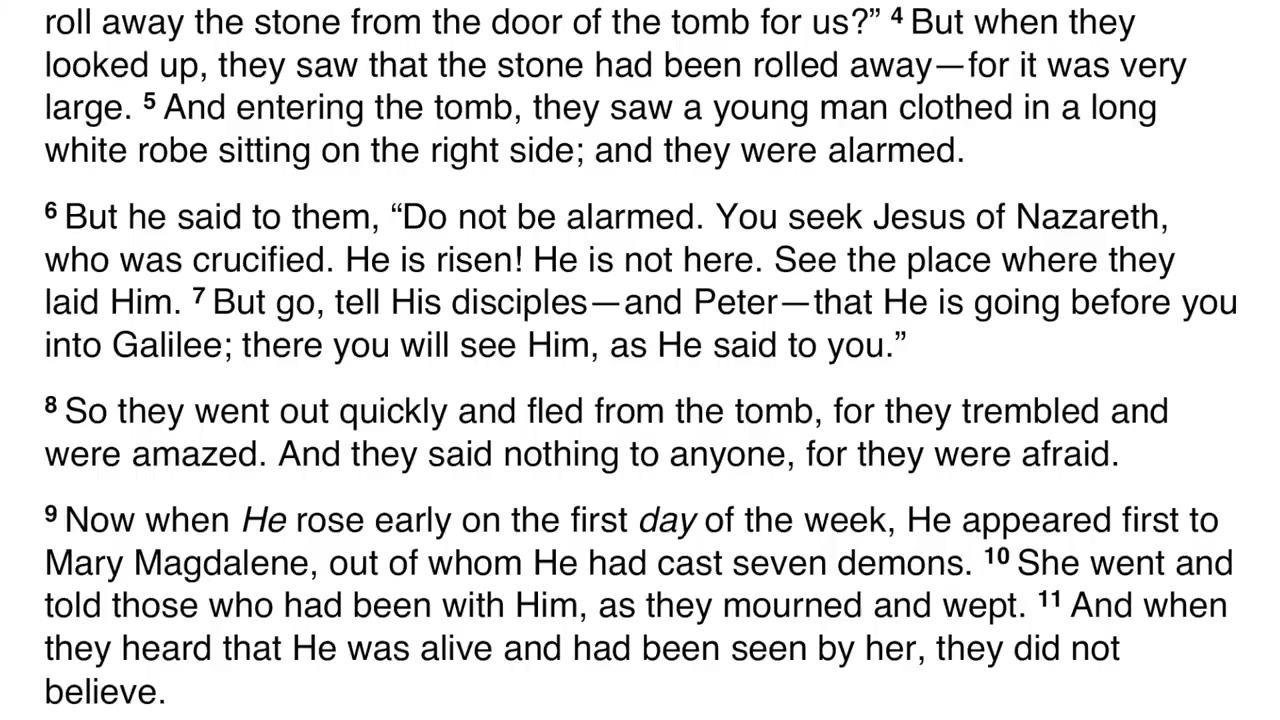 roll away the stone from the door of the tomb for us?” 4 But when they
looked up, they saw that the stone had been rolled away—for it was very
large. 5 And entering the tomb, they saw a young man clothed in a long
white robe sitting on the right side; and they were alarmed.
6 But he said to them, “Do not be alarmed. You seek Jesus of Nazareth,
who was crucified. He is risen! He is not here. See the place where they
laid Him. 7 But go, tell His disciples—and Peter—that He is going before you
into Galilee; there you will see Him, as He said to you.”
8 So they went out quickly and fled from the tomb, for they trembled and
were amazed. And they said nothing to anyone, for they were afraid.
9 Now when He rose early on the first day of the week, He appeared first to
Mary Magdalene, out of whom He had cast seven demons. 10 She went and
told those who had been with Him, as they mourned and wept. 11 And when
they heard that He was alive and had been seen by her, they did not
believe.